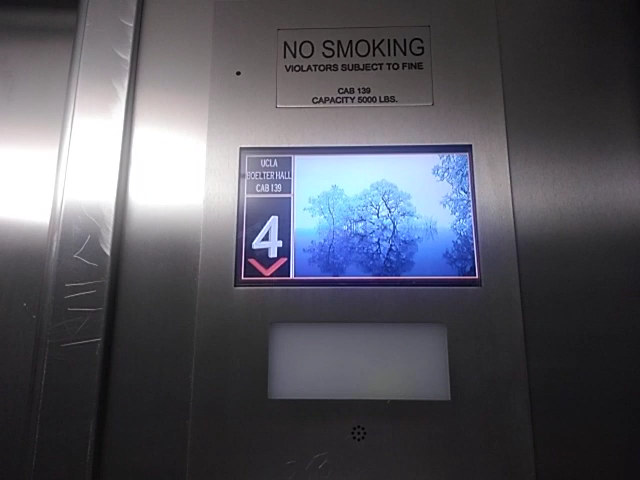 NO SMOKING
VIOLATORS SUBJECT TO FINE
CAB 139
CAPACITY 5000 LBS.
UCLA
BOELTER HALL
CAB 139
4